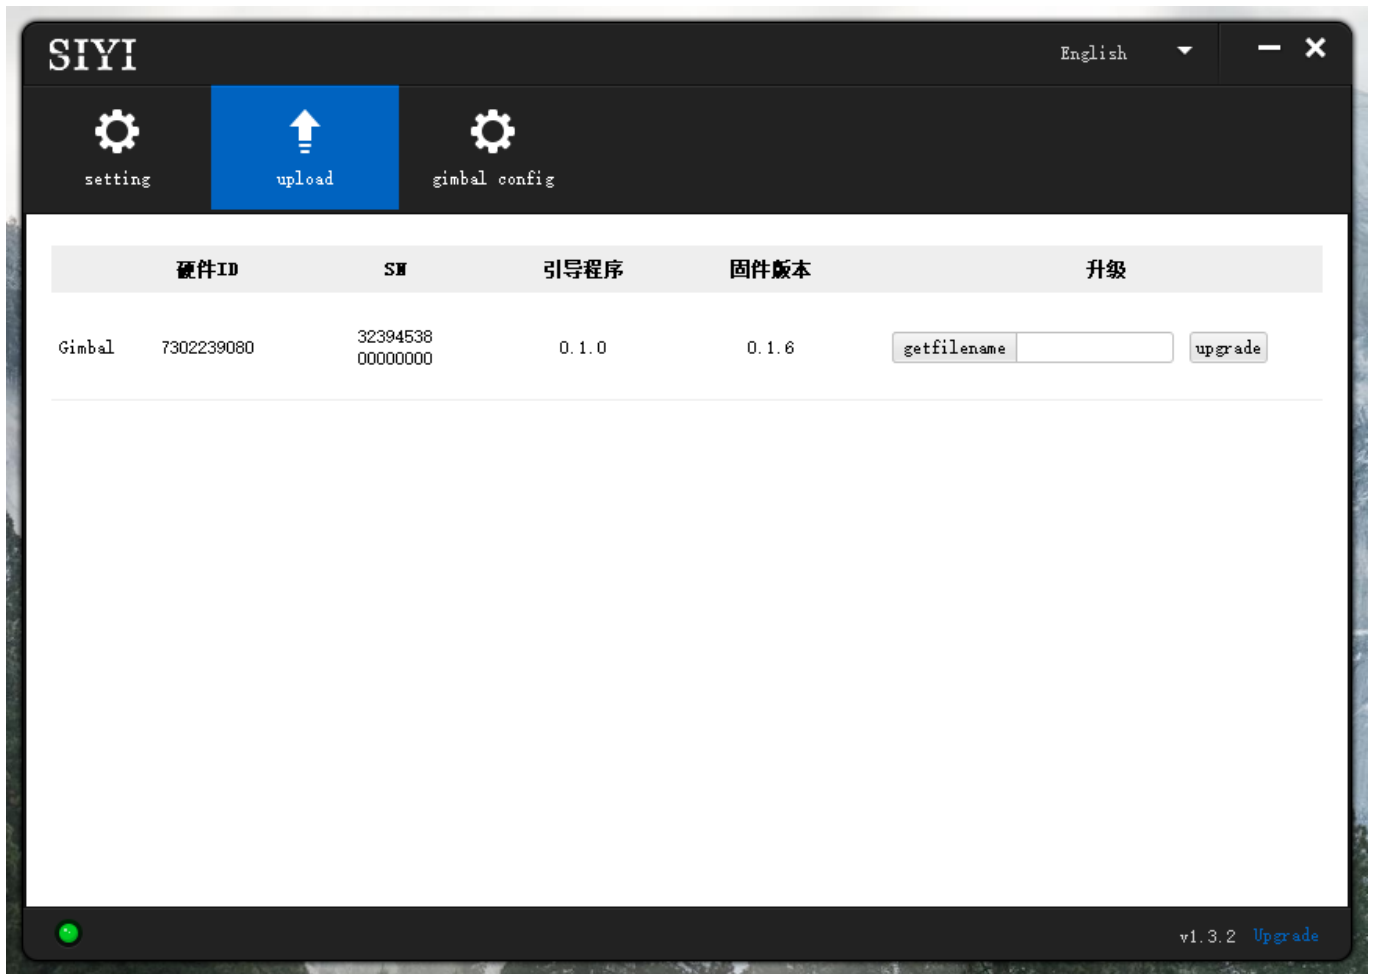 SIYI
English
setting
upload
gimbal config
硬件ID
SN
引导程序
固件版本
升级
Gimbal
7302239080
32394538
00000000
0.1.0
0.1.6
getfilename
upgrade
v1.3.2 Upgrade